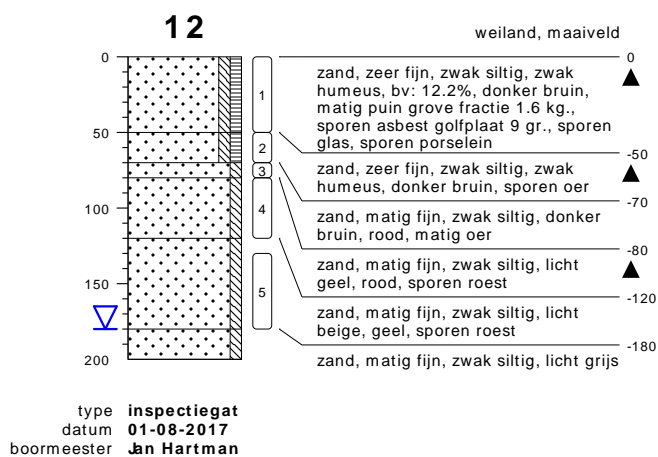 12
weiland, maaiveld
0
0
zand, zeer fijn, zwak siltig, zwak
humeus, bv: 12.2%, donker bruin,
matig puin grove fractie 1.6 kg.,
sporen asbest golfplaat 9 gr., sporen
glas, sporen porselein
1
50
-50
2
zand, zeer fijn, zwak siltig, zwak
humeus, donker bruin, sporen oer
3
-70
4
100
zand, matig fijn, zwak siltig, donker
bruin, rood, matig oer
-80
zand, matig fijn, zwak siltig, licht
geel, rood, sporen roest
150
5
-120
zand, matig fijn, zwak siltig, licht
beige, geel, sporen roest
-180
200
zand, matig fijn, zwak siltig, licht grijs
type inspectiegat
datum 01-08-2017
boormeester Jan Hartman